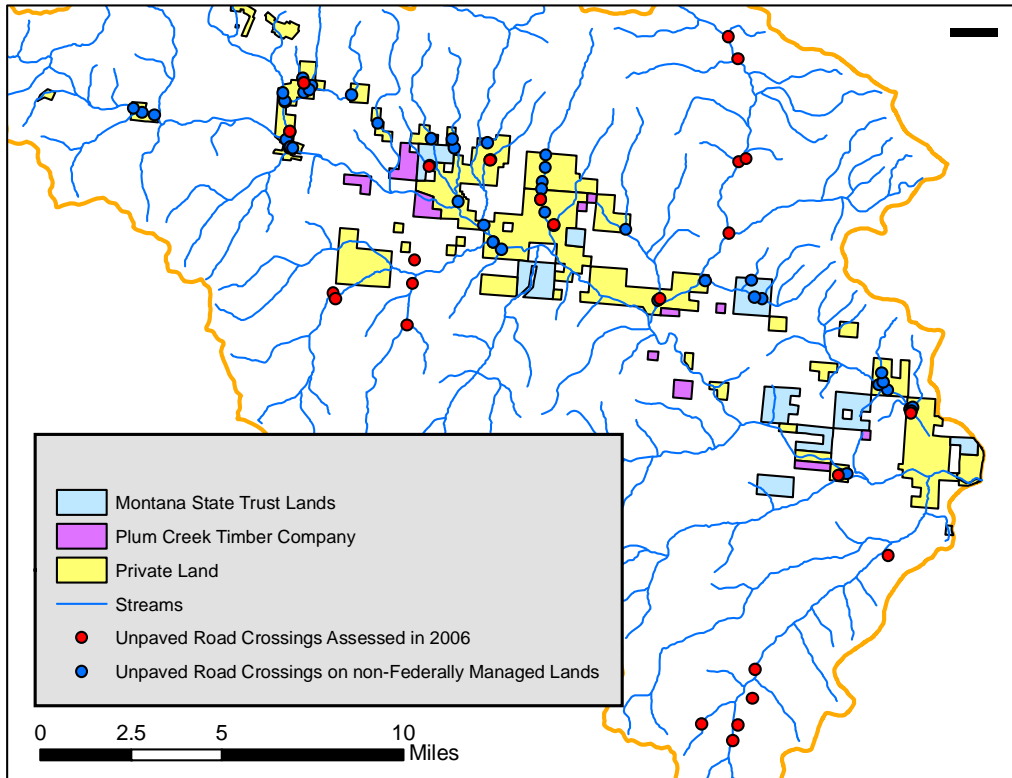 Montana State Trust Lands
Plum Creek Timber Company
Private Land
Streams
Unpaved Road Crossings Assessed in 2006
Unpaved Road Crossings on non-Federally Managed Lands
0 2.5 5 10
Miles